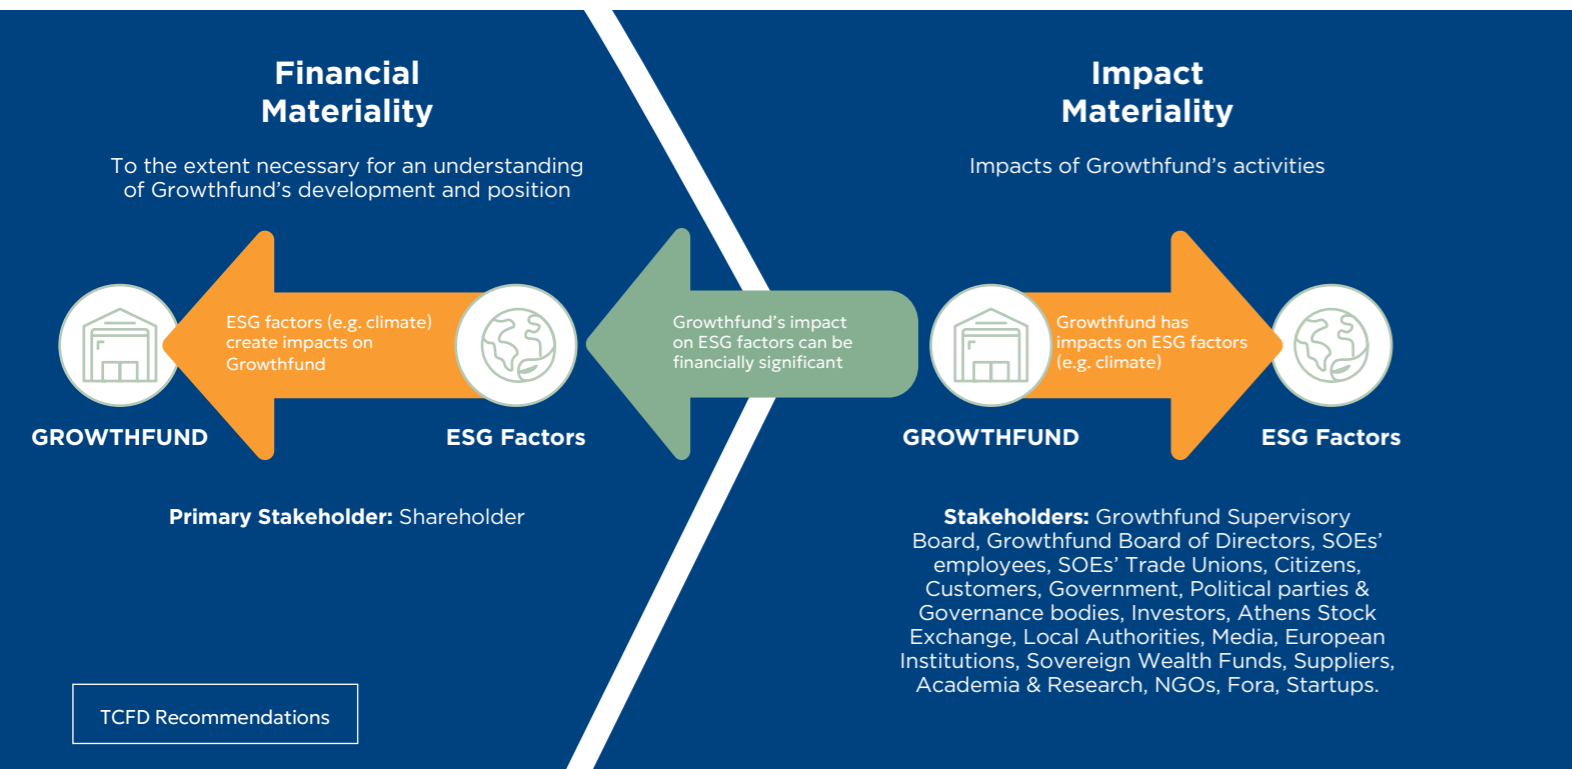 Financial
Materiality
To the extent necessary for an understanding
of Growthfund’s development and position
ESG factors (e.g. climate)
create impacts on
Growthfund
GROWTHFUND
ESG Factors
Primary Stakeholder: Shareholder
TCFD Recommendations
Growthfund’s impact
on ESG factors can be
financially significant
Impact
Materiality
Impacts of Growthfund’s activities
Growthfund has
impacts on ESG factors
(e.g. climate)
GROWTHFUND
ESG Factors
Stakeholders: Growthfund Supervisory
Board, Growthfund Board of Directors, SOEs’
employees, SOEs’ Trade Unions, Citizens,
Customers, Government, Political parties &
Governance bodies, Investors, Athens Stock
Exchange, Local Authorities, Media, European
Institutions, Sovereign Wealth Funds, Suppliers,
Academia & Research, NGOs, Fora, Startups.